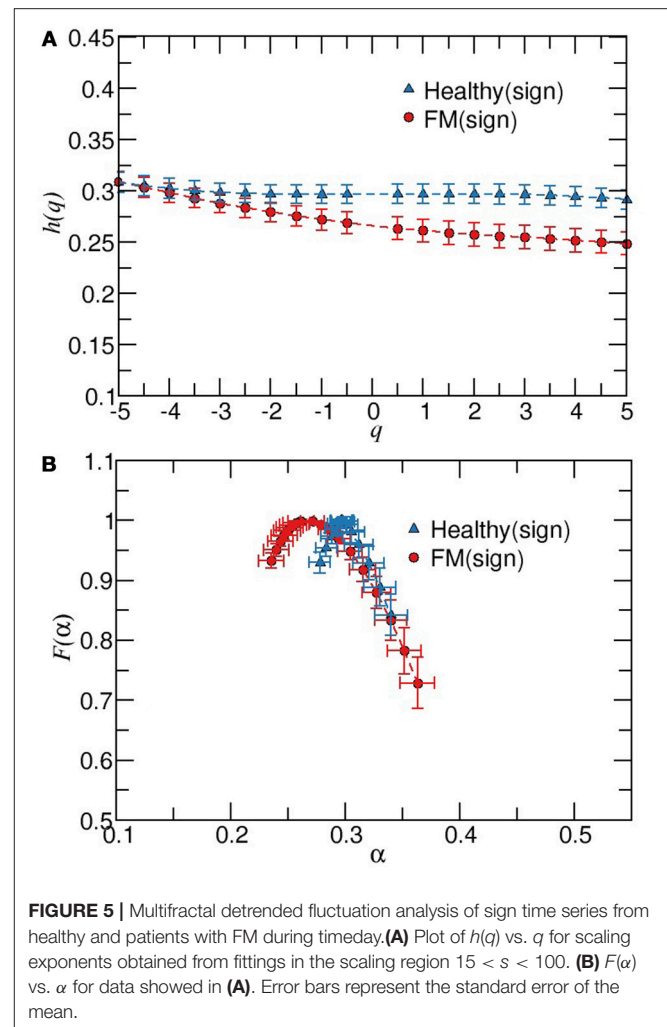 A
0.45
0.4
0.35
0.3
0.25
0.2
0.15
0.1
h(q)
Healthy(sign)
FM(sign)
-5 -4 -3 -2 -1 0 1 2 3 4 5
q
B
1.1
1
0.9
0.8
0.7
0.6
0.5
F(α)
Healthy(sign)
FM(sign)
0.1 0.2 0.3 0.4 0.5
α
FIGURE 5 | Multifractal detrended fluctuation analysis of sign time series from
healthy and patients with FM during timeday.(A) Plot of h(q) vs. q for scaling
exponents obtained from fittings in the scaling region 15 < s < 100. (B) F(α)
vs. α for data showed in (A). Error bars represent the standard error of the
mean.